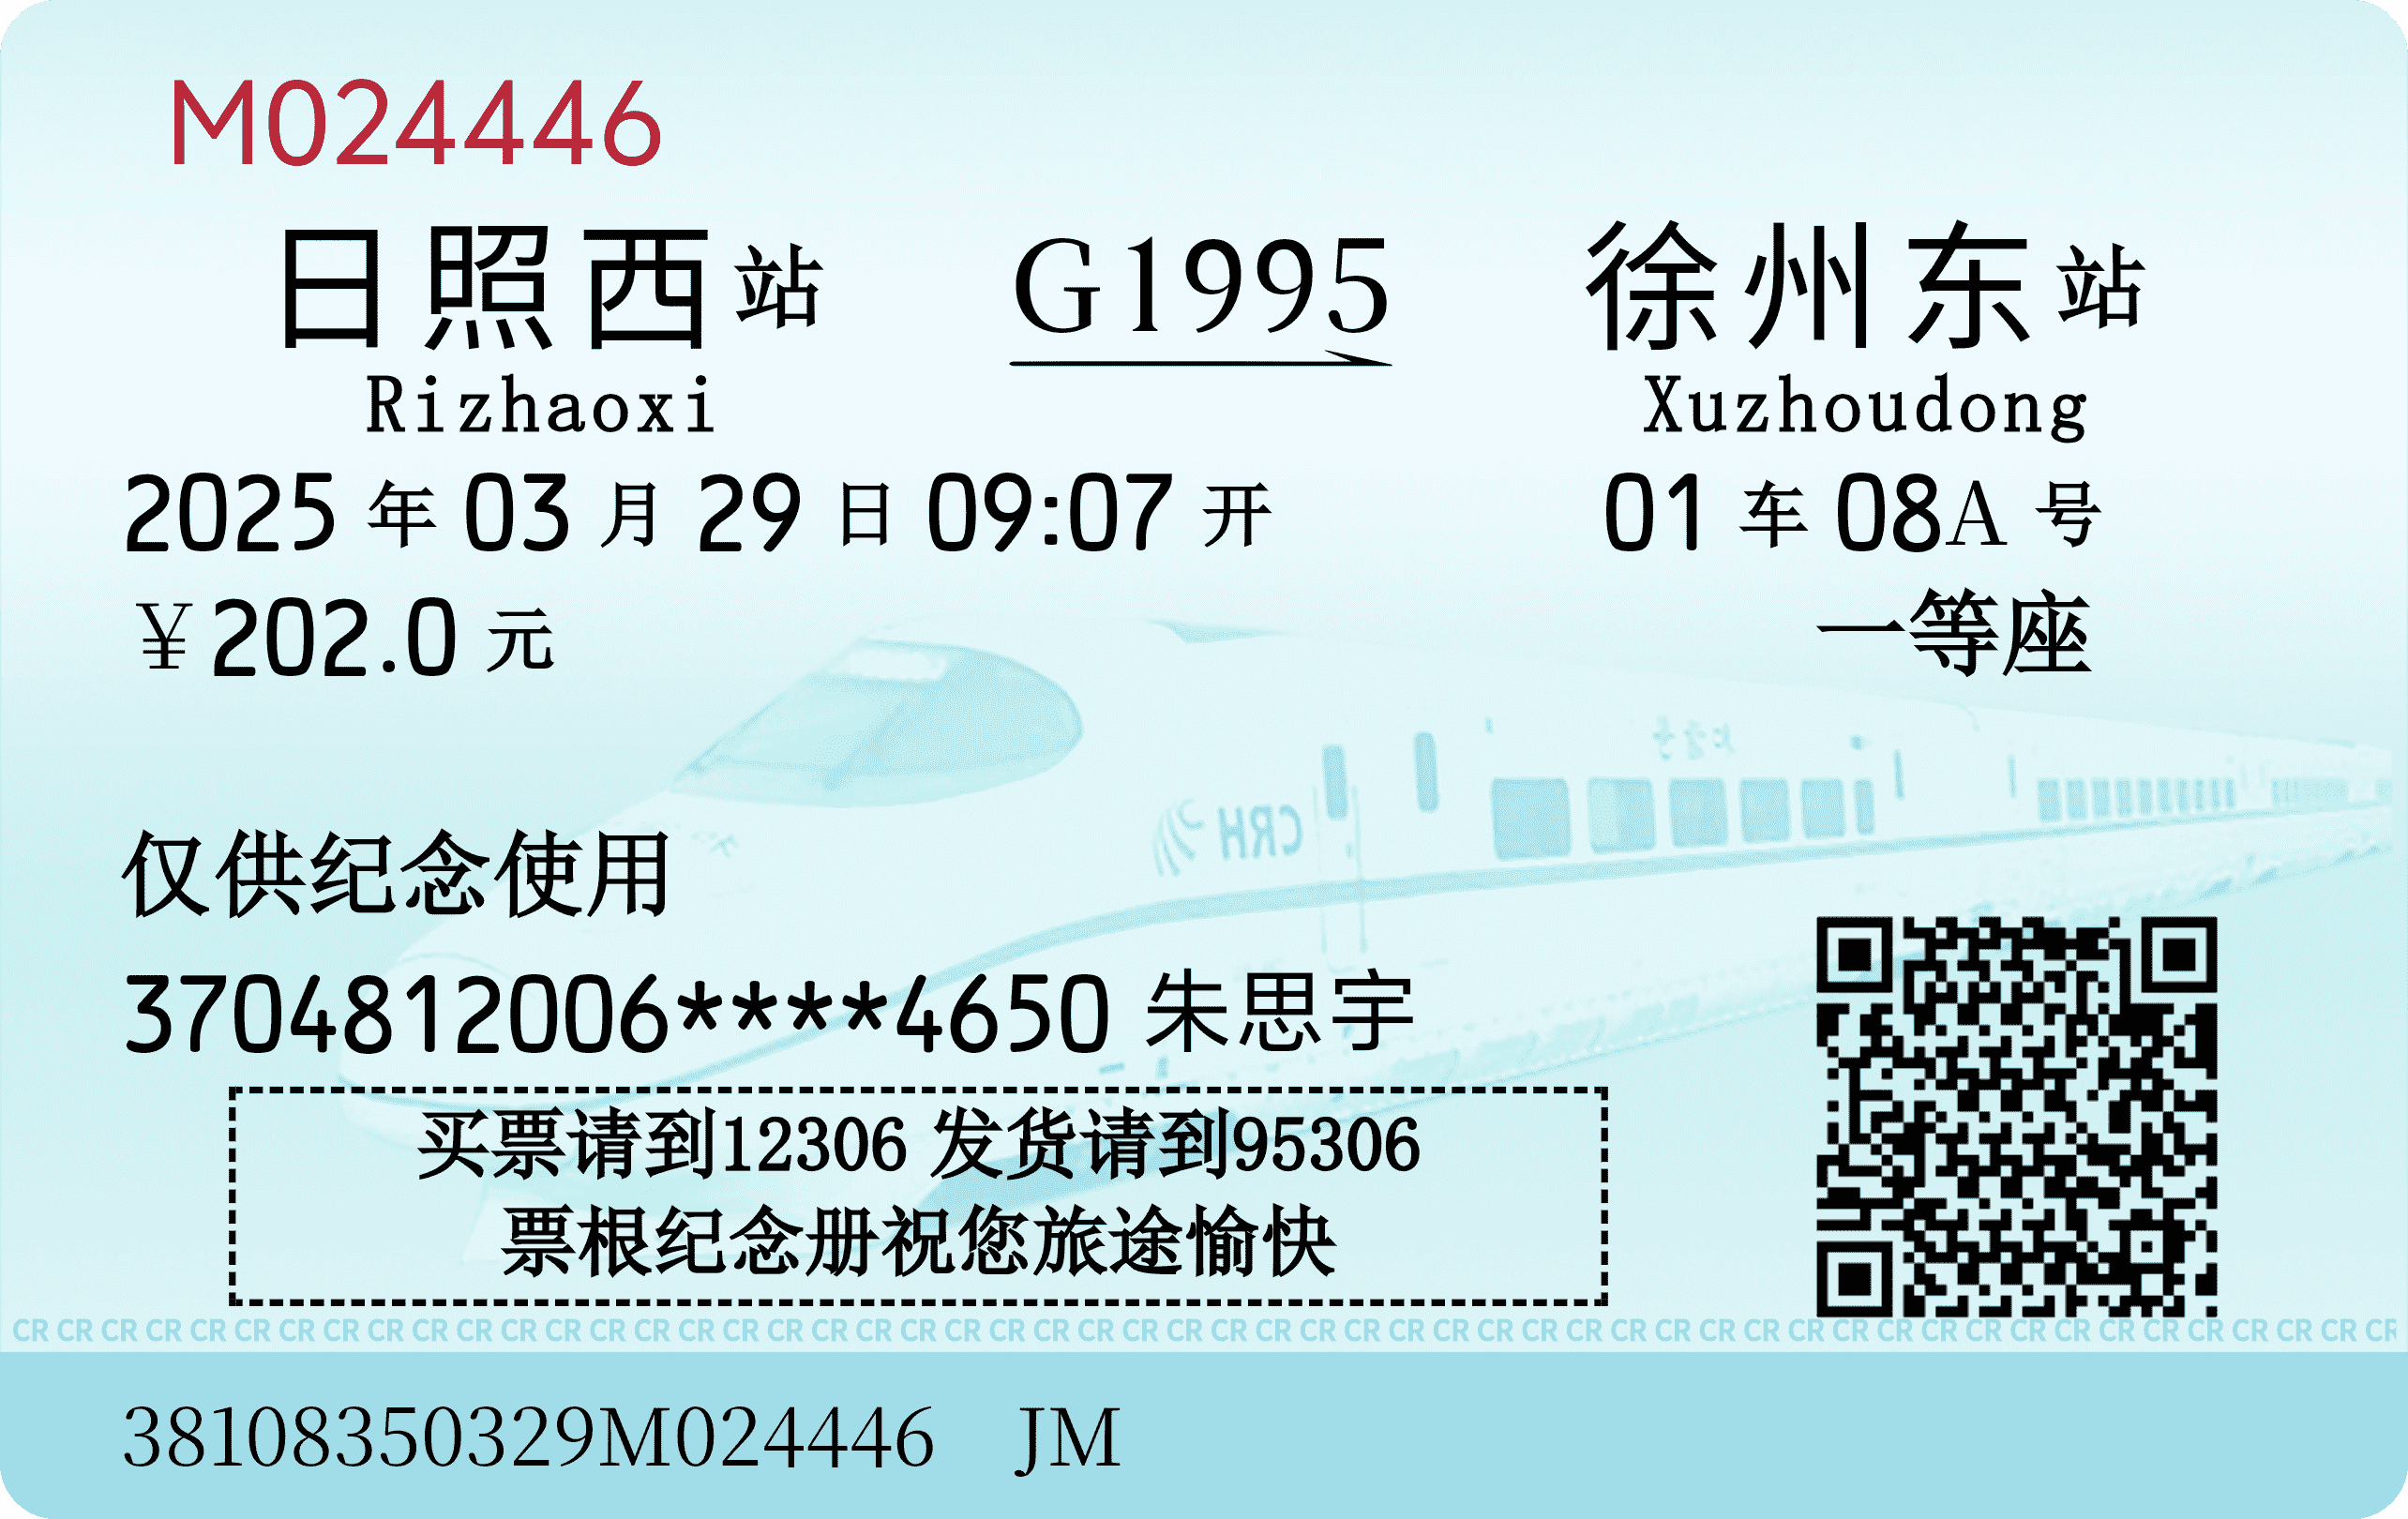 M024446
日照西站 G1995 徐州东站
Rizhaoxi Xuzhoudong
2025年03月29日09:07开 01车08A号
￥202.0元 一等座
CRH
仅供纪念使用
3704812006****4650 朱思宇
买票请到12306 发货请到95306
票根纪念册祝您旅途愉快
CR CR CR CR CR CR CR CR CR CR CR CR CR CR CR CR CR CR CR CR CR CR CR CR CR CR CR CR CR CR CR CR CR CR CR CR CR CR CR CR CR CR CR CR CR CR CR CR CR CR CR CR CR CR
38108350329M024446 JM